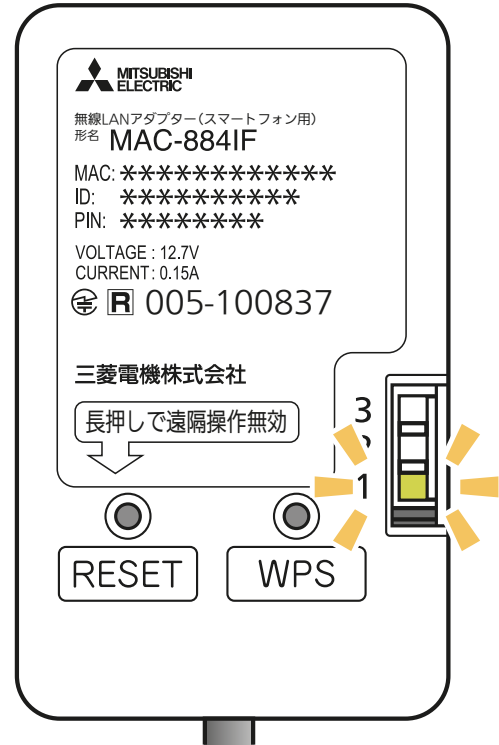 MITSUBISHI
ELECTRIC
無線LANアダプター(スマートフォン用)
形名 MAC-884IF
MAC: ************
ID: **********
PIN: ********
VOLTAGE : 12.7V
CURRENT : 0.15A
R 005-100837
三菱電機株式会社
長押しで遠隔操作無効
3
1
RESET
WPS